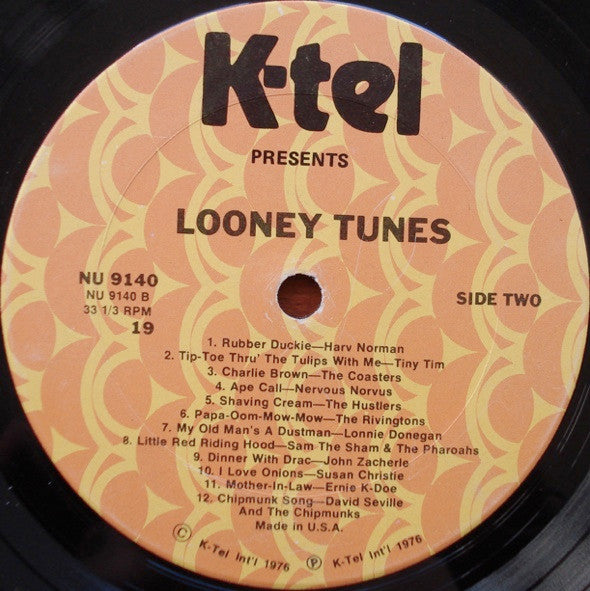 K-tel
PRESENTS
LOONEY TUNES
NU 9140
NU 9140 B
33 1/3 RPM
19
SIDE TWO
1. Rubber Duckie—Harv Norman
2. Tip-Toe Thru' The Tulips With Me—Tiny Tim
3. Charlie Brown—The Coasters
4. Ape Call—Nervous Norvus
5. Shaving Cream—The Hustlers
6. Papa-Oom-Mow-Mow—The Rivingtons
7. My Old Man's A Dustman—Lonnie Donegan
8. Little Red Riding Hood—Sam The Sham & The Pharoahs
9. Dinner With Drac—John Zacherle
10. I Love Onions—Susan Christie
11. Mother-In-Law—Ernie K-Doe
12. Chipmunk Song—David Seville
And The Chipmunks
Made in U.S.A.
© K-Tel Int'l 1976 ℗ K-Tel Int'l 1976